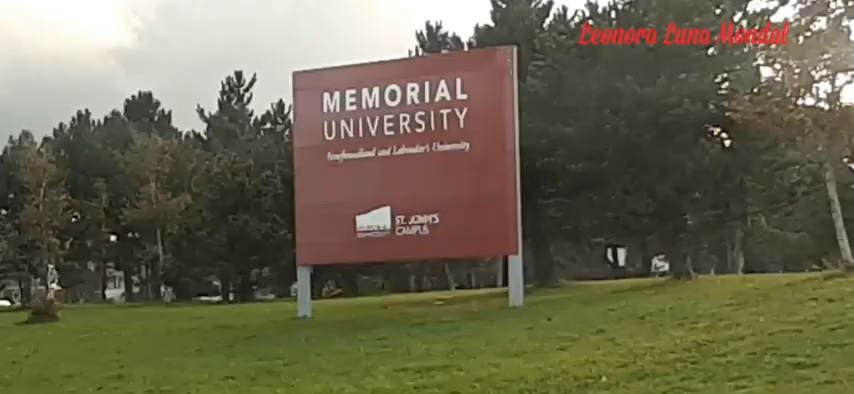 Leonora Luna Mondal
MEMORIAL
UNIVERSITY
Newfoundland and Labrador's University
ST. JOHN'S
CAMPUS